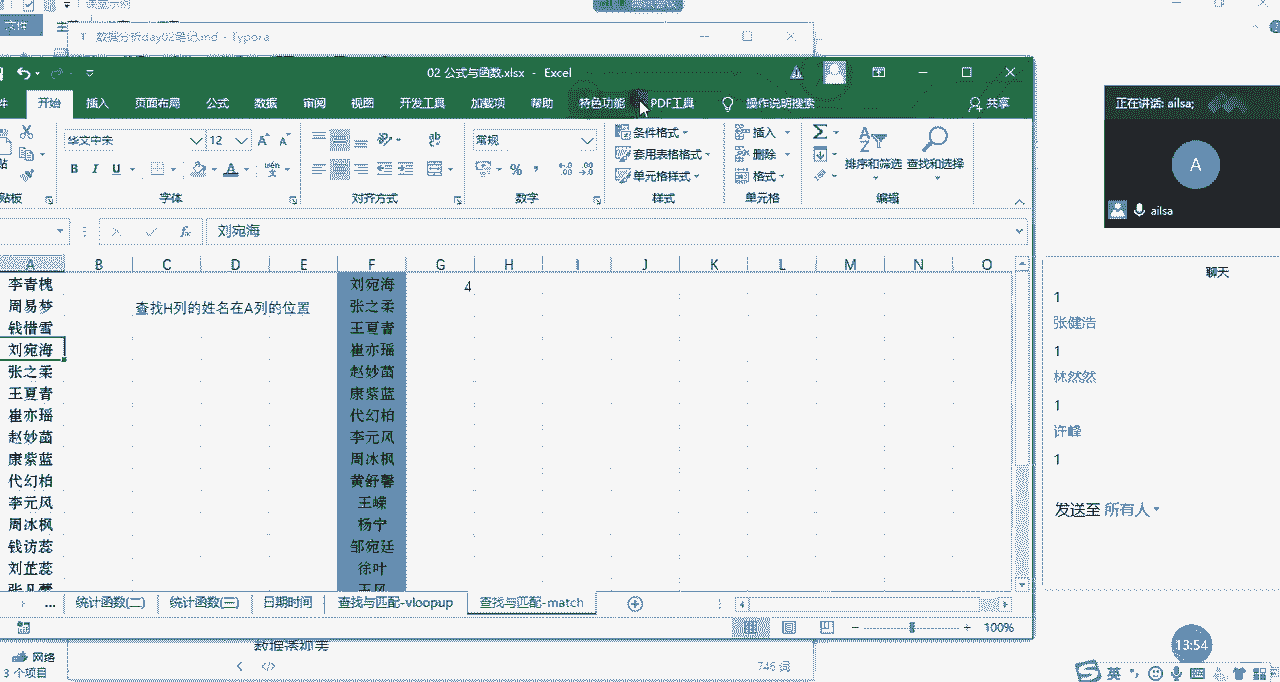 课堂示例
文件
数据分析day02笔记.md - Typora
02 公式与函数.xlsx - Excel
件 开始 插入 页面布局 公式 数据 审阅 视图 开发工具 加载项 帮助 特色功能 PDF工具 操作说明搜索 共享
华文中宋 12 常规
B I U A wén 文
条件格式
套用表格格式
单元格样式
插入
删除
格式
排序和筛选 查找和选择
贴板 字体 对齐方式 数字 样式 单元格 编辑
fx 刘宛海
A B C D E F G H I J K L M N O
李青槐 刘宛海 4
周易梦 查找H列的姓名在A列的位置 张之柔
钱惜雪 王夏青
刘宛海 崔亦瑶
张之柔 赵妙菡
王夏青 康紫蓝
崔亦瑶 代幻柏
赵妙菡 李元风
康紫蓝 周冰枫
代幻柏 黄舒馨
李元风 王嵘
周冰枫 杨宁
钱访蕊 邹宛廷
刘芷蕊 徐叶
... 统计函数(二) 统计函数(三) 日期时间 查找与匹配-vloopup 查找与匹配-match
100%
数据透视表
746 词
网络
3 个项目
正在讲话: ailsa;
A
ailsa
聊天
1
张健浩
1
林然然
1
许峰
1
发送至 所有人
13:54
英